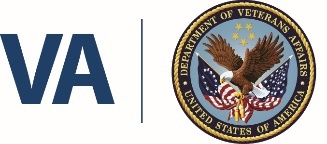 VA
DEPARTMENT OF VETERANS AFFAIRS
UNITED STATES OF AMERICA